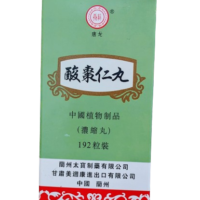 酸棗仁丸
中國植物制品
(濃縮丸)
192粒裝
蘭州太寶制藥有限公司
甘肅美通康進出口有限公司
中國 蘭州